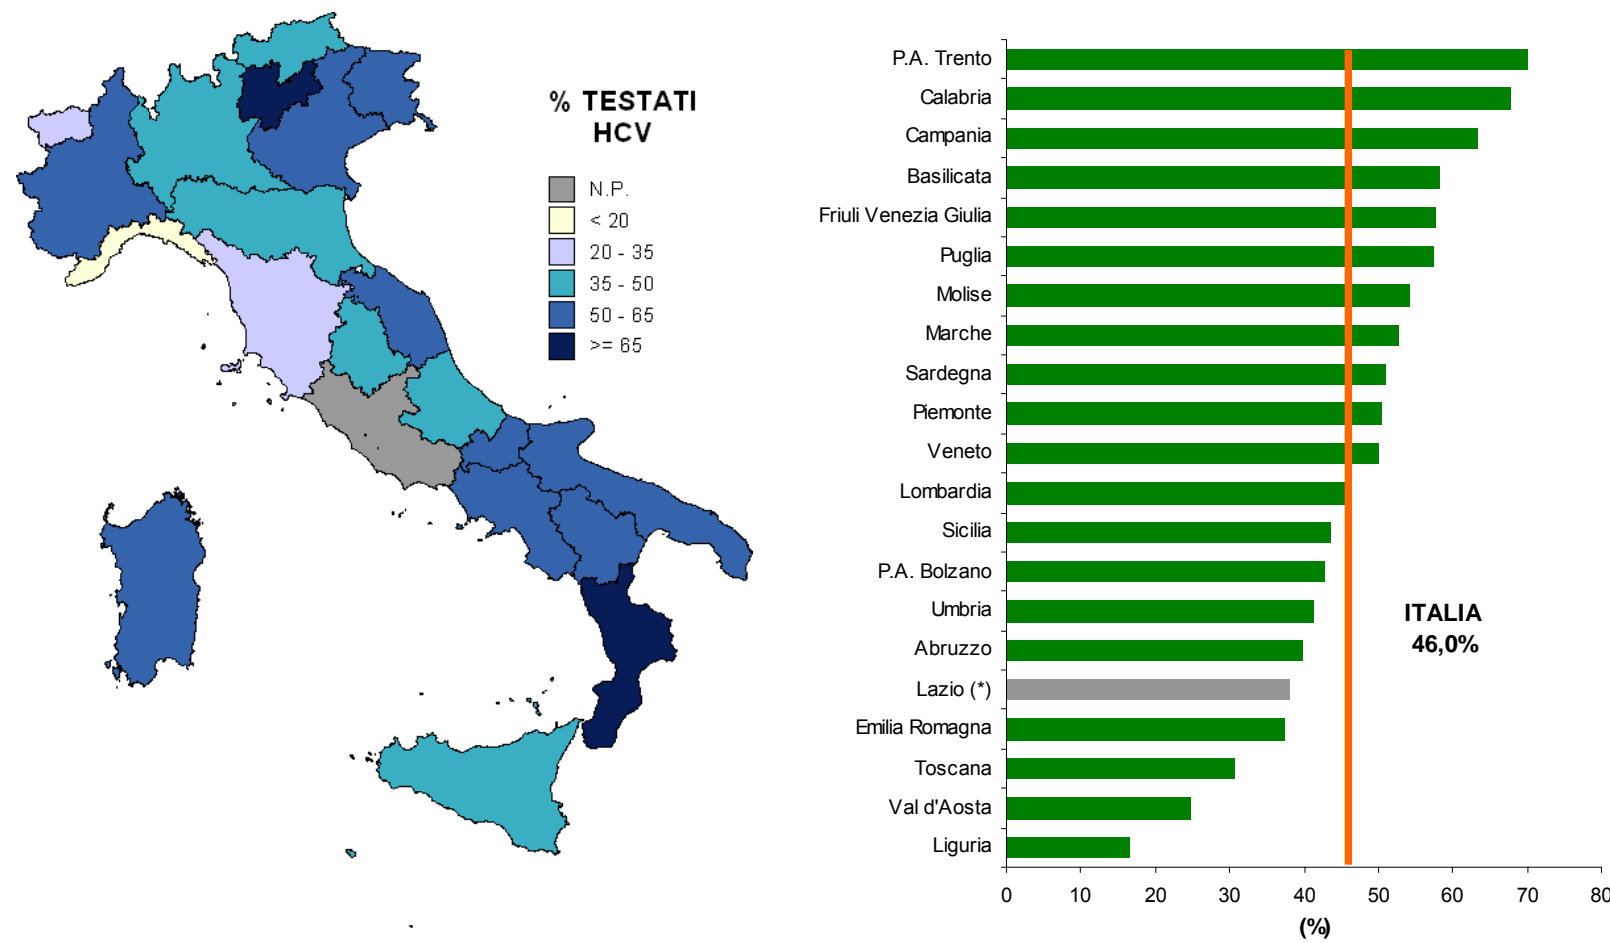 % TESTATI
HCV
N.P.
< 20
20 - 35
35 - 50
50 - 65
>= 65
P.A. Trento
Calabria
Campania
Basilicata
Friuli Venezia Giulia
Puglia
Molise
Marche
Sardegna
Piemonte
Veneto
Lombardia
Sicilia
P.A. Bolzano
Umbria
Abruzzo
Lazio (*)
Emilia Romagna
Toscana
Val d'Aosta
Liguria
ITALIA
46,0%
0 10 20 30 40 50 60 70 80
(%)